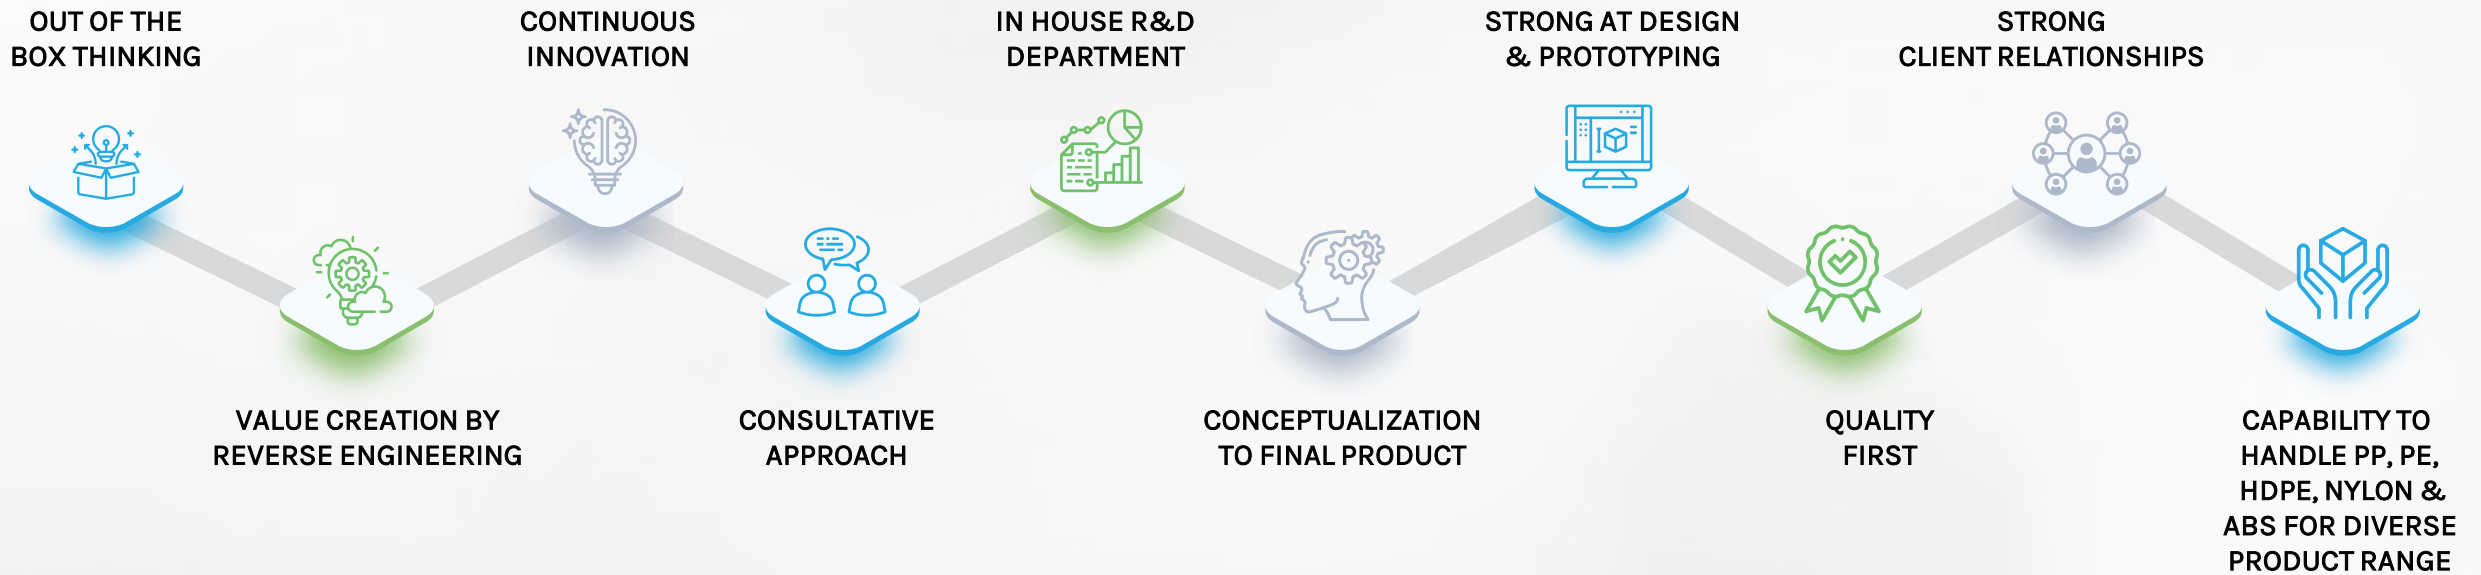 OUT OF THE
BOX THINKING
VALUE CREATION BY
REVERSE ENGINEERING
CONTINUOUS
INNOVATION
CONSULTATIVE
APPROACH
IN HOUSE R&D
DEPARTMENT
CONCEPTUALIZATION
TO FINAL PRODUCT
STRONG AT DESIGN
& PROTOTYPING
QUALITY
FIRST
STRONG
CLIENT RELATIONSHIPS
CAPABILITY TO
HANDLE PP, PE,
HDPE, NYLON &
ABS FOR DIVERSE
PRODUCT RANGE